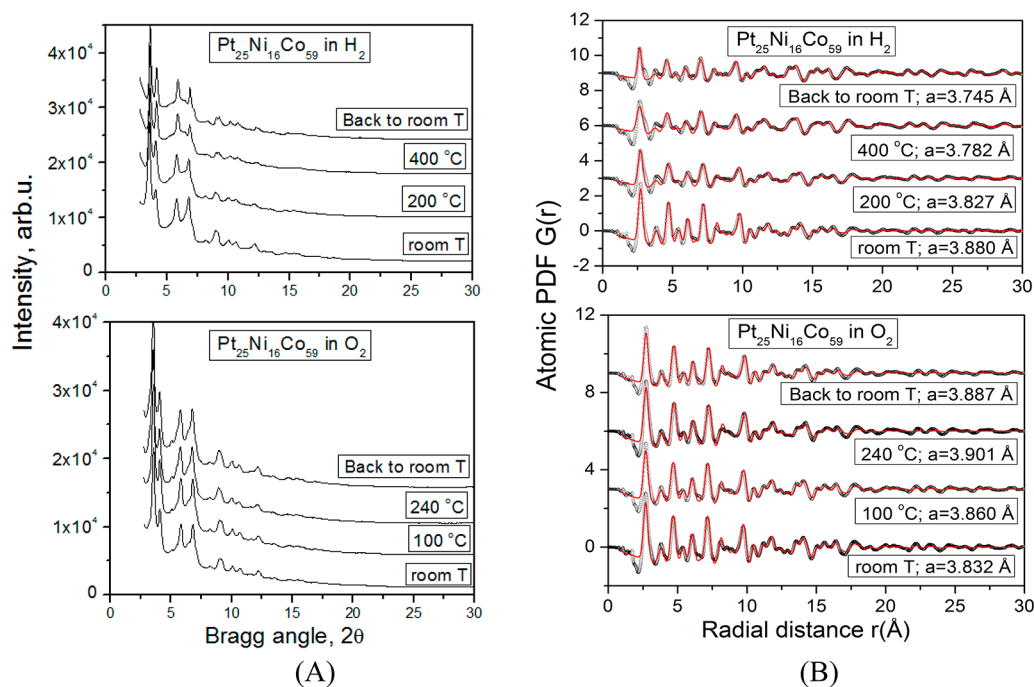 (A)
Intensity, arb.u.
4x10⁴
3x10⁴
2x10⁴
1x10⁴
0
Pt₂₅Ni₁₆Co₅₉ in H₂
Back to room T
400 °C
200 °C
room T
0 5 10 15 20 25 30
4x10⁴
3x10⁴
2x10⁴
1x10⁴
0
Pt₂₅Ni₁₆Co₅₉ in O₂
Back to room T
240 °C
100 °C
room T
0 5 10 15 20 25 30
Bragg angle, 2θ
(A)
(B)
Atomic PDF G(r)
12
10
8
6
4
2
0
-2
Pt₂₅Ni₁₆Co₅₉ in H₂
Back to room T; a=3.745 Å
400 °C; a=3.782 Å
200 °C; a=3.827 Å
room T; a=3.880 Å
0 5 10 15 20 25 30
12
8
4
0
Pt₂₅Ni₁₆Co₅₉ in O₂
Back to room T; a=3.887 Å
240 °C; a=3.901 Å
100 °C; a=3.860 Å
room T; a=3.832 Å
0 5 10 15 20 25 30
Radial distance r(Å)
(B)